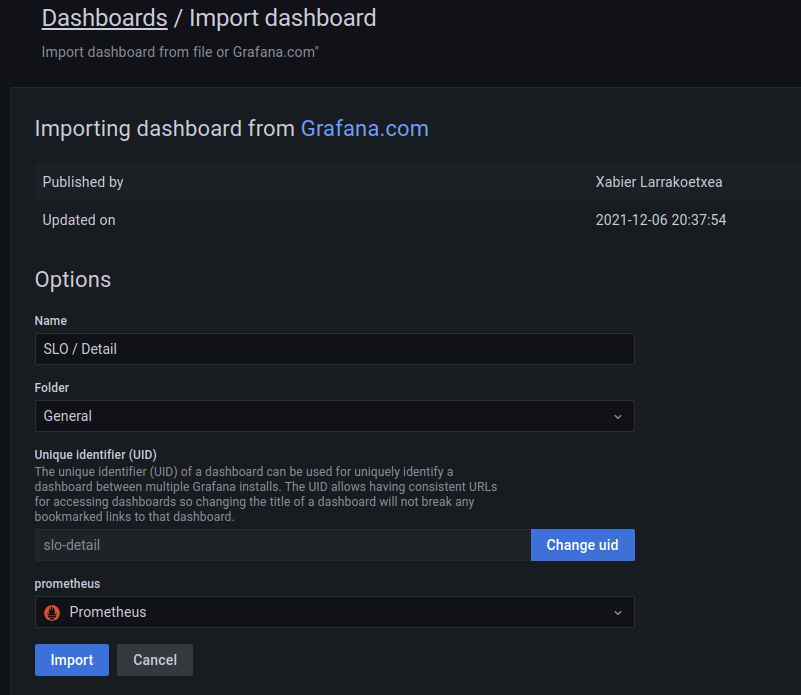 Dashboards / Import dashboard
Import dashboard from file or Grafana.com"
Importing dashboard from Grafana.com
Published by Xabier Larrakoetxea
Updated on 2021-12-06 20:37:54
Options
Name
SLO / Detail
Folder
General
Unique identifier (UID)
The unique identifier (UID) of a dashboard can be used for uniquely identify a
dashboard between multiple Grafana installs. The UID allows having consistent URLs
for accessing dashboards so changing the title of a dashboard will not break any
bookmarked links to that dashboard.
slo-detail Change uid
prometheus
Prometheus
Import Cancel